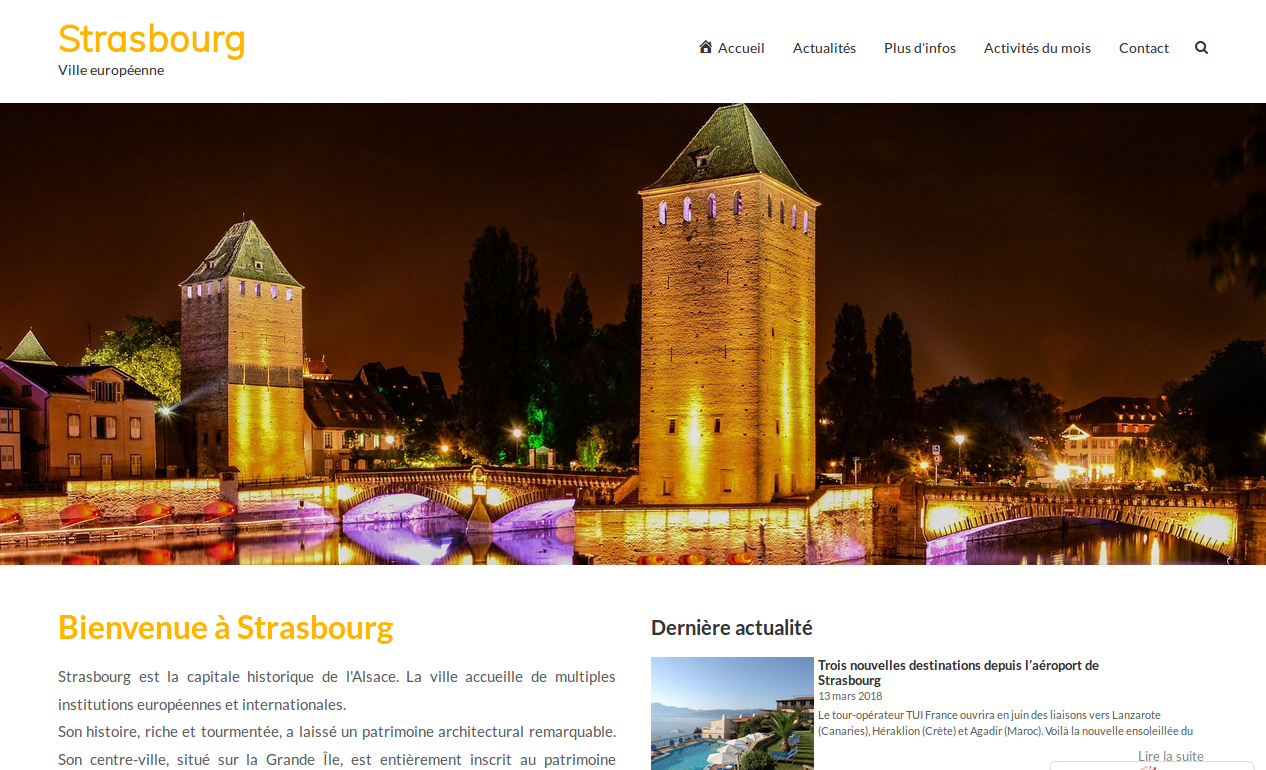 Strasbourg
Ville européenne
Accueil Actualités Plus d'infos Activités du mois Contact
Bienvenue à Strasbourg
Strasbourg est la capitale historique de l'Alsace. La ville accueille de multiples
institutions européennes et internationales.
Son histoire, riche et tourmentée, a laissé un patrimoine architectural remarquable.
Son centre-ville, situé sur la Grande Île, est entièrement inscrit au patrimoine
Dernière actualité
Trois nouvelles destinations depuis l'aéroport de
Strasbourg
13 mars 2018
Le tour-opérateur TUI France ouvrira en juin des liaisons vers Lanzarote
(Canaries), Héraklion (Crète) et Agadir (Maroc). Voilà la nouvelle ensoleillée du
Lire la suite